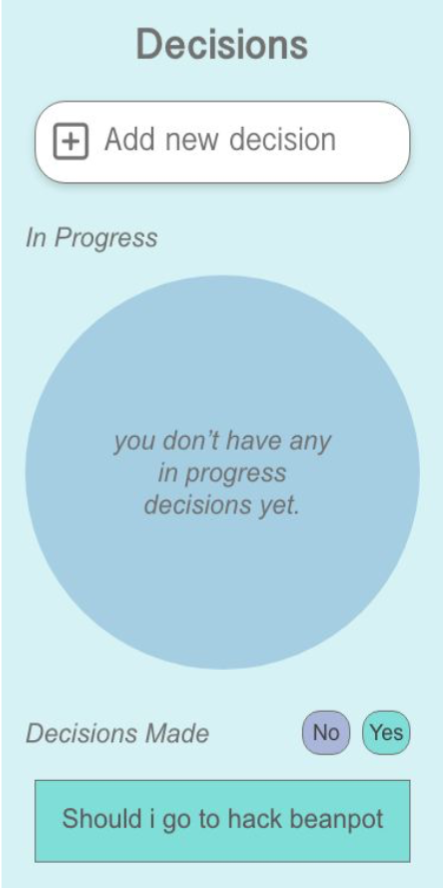 Decisions
Add new decision
In Progress
you don't have any
in progress
decisions yet.
Decisions Made
No
Yes
Should i go to hack beanpot